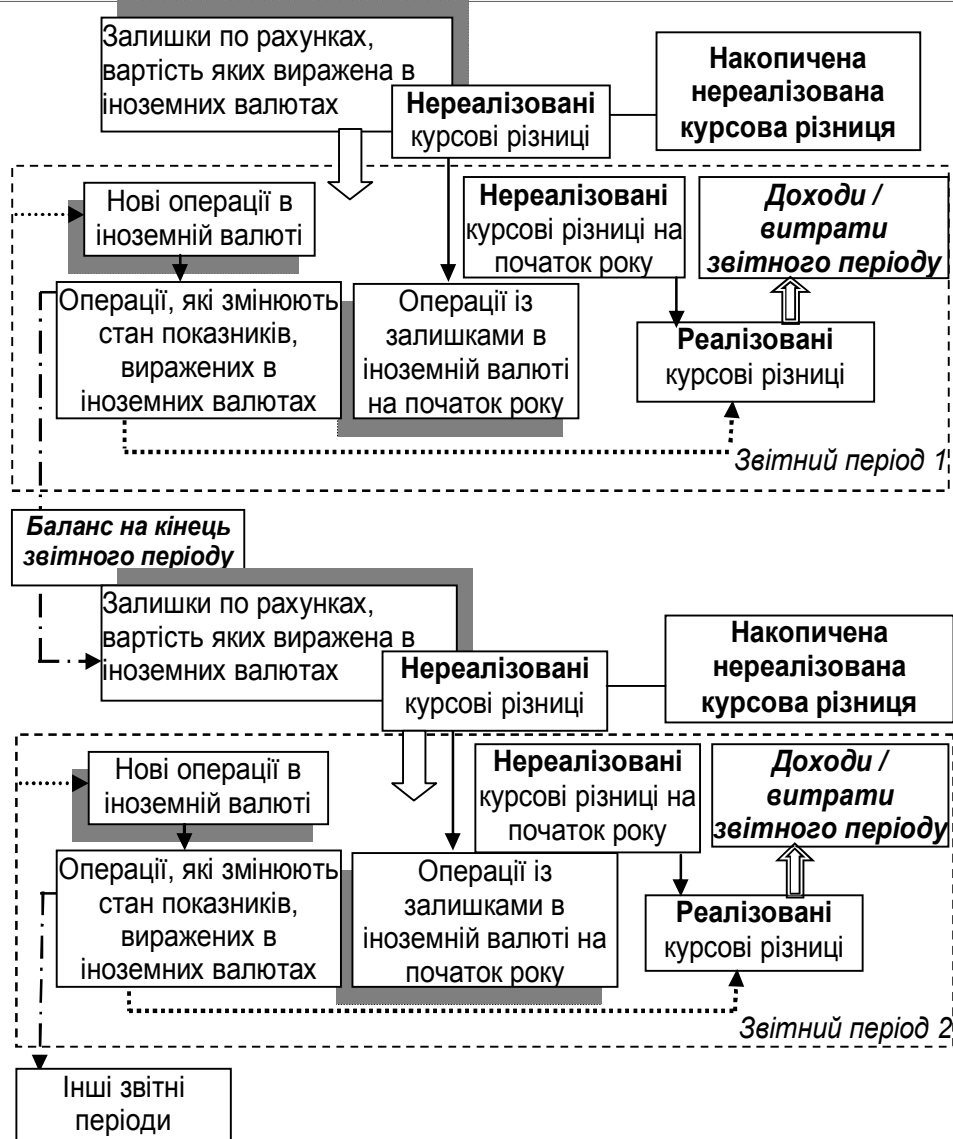 Залишки по рахунках,
вартість яких виражена в
іноземних валютах
Нереалізовані
курсові різниці
Накопичена
нереалізована
курсова різниця
Нові операції в
іноземній валюті
Нереалізовані
курсові різниці на
початок року
Доходи /
витрати
звітного періоду
Операції, які змінюють
стан показників,
виражених в
іноземних валютах
Операції із
залишками в
іноземній валюті
на початок року
Реалізовані
курсові різниці
Звітний період 1
Баланс на кінець
звітного періоду
Залишки по рахунках,
вартість яких виражена в
іноземних валютах
Нереалізовані
курсові різниці
Накопичена
нереалізована
курсова різниця
Нові операції в
іноземній валюті
Нереалізовані
курсові різниці на
початок року
Доходи /
витрати
звітного періоду
Операції, які змінюють
стан показників,
виражених в
іноземних валютах
Операції із
залишками в
іноземній валюті на
початок року
Реалізовані
курсові різниці
Звітний період 2
Інші звітні
періоди